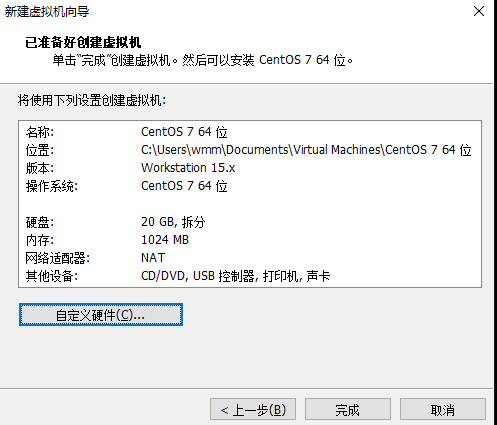 新建虚拟机向导
已准备好创建虚拟机
单击“完成”创建虚拟机。然后可以安装 CentOS 7 64 位。
将使用下列设置创建虚拟机:
名称: CentOS 7 64 位
位置: C:\Users\wmm\Documents\Virtual Machines\CentOS 7 64 位
版本: Workstation 15.x
操作系统: CentOS 7 64 位
硬盘: 20 GB, 拆分
内存: 1024 MB
网络适配器: NAT
其他设备: CD/DVD, USB 控制器, 打印机, 声卡
自定义硬件(C)...
< 上一步(B) 完成 取消